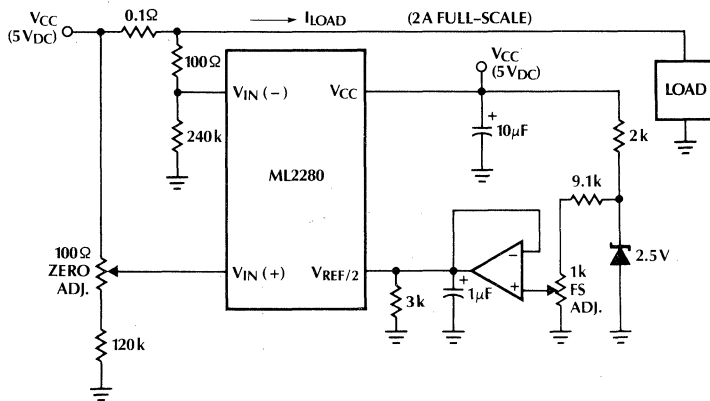 VCC
(5VDC)
0.1Ω
ILOAD
(2A FULL–SCALE)
100Ω
240k
VIN (–)
VCC
ML2280
VIN (+)
VREF/2
VCC
(5VDC)
+
10μF
LOAD
2k
9.1k
2.5V
100Ω
ZERO
ADJ.
120k
3k
+
1μF
–
+
1k
FS
ADJ.